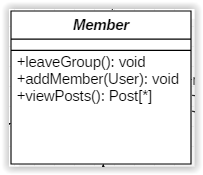 Member
+leaveGroup(): void
+addMember(User): void
+viewPosts(): Post[*]